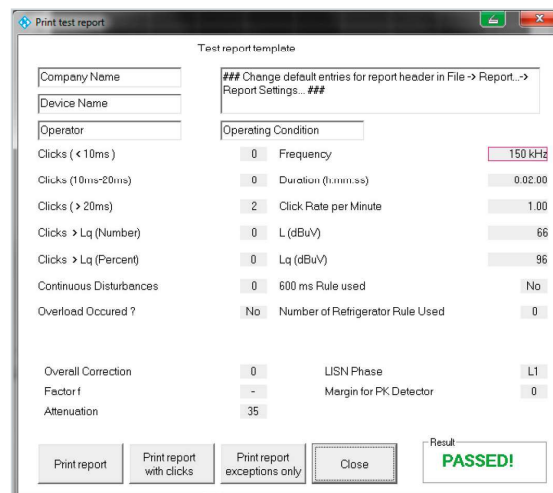 Print test report
Test report template
Company Name
### Change default entries for report header in File -> Report...->
Report Settings... ###
Device Name
Operator
Operating Condition
Clicks ( < 10ms ) 0 Frequency 150 kHz
Clicks (10ms-20ms) 0 Duration (h:mm:ss) 0:02:00
Clicks ( > 20ms) 2 Click Rate per Minute 1.00
Clicks > Lq (Number) 0 L (dBuV) 66
Clicks > Lq (Percent) 0 Lq (dBuV) 96
Continuous Disturbances 0 600 ms Rule used No
Overload Occured ? No Number of Refrigerator Rule Used 0
Overall Correction 0 LISN Phase L1
Factor f - Margin for PK Detector 0
Attenuation 35
Print report
Print report
with clicks
Print report
exceptions only
Close
Result
PASSED!